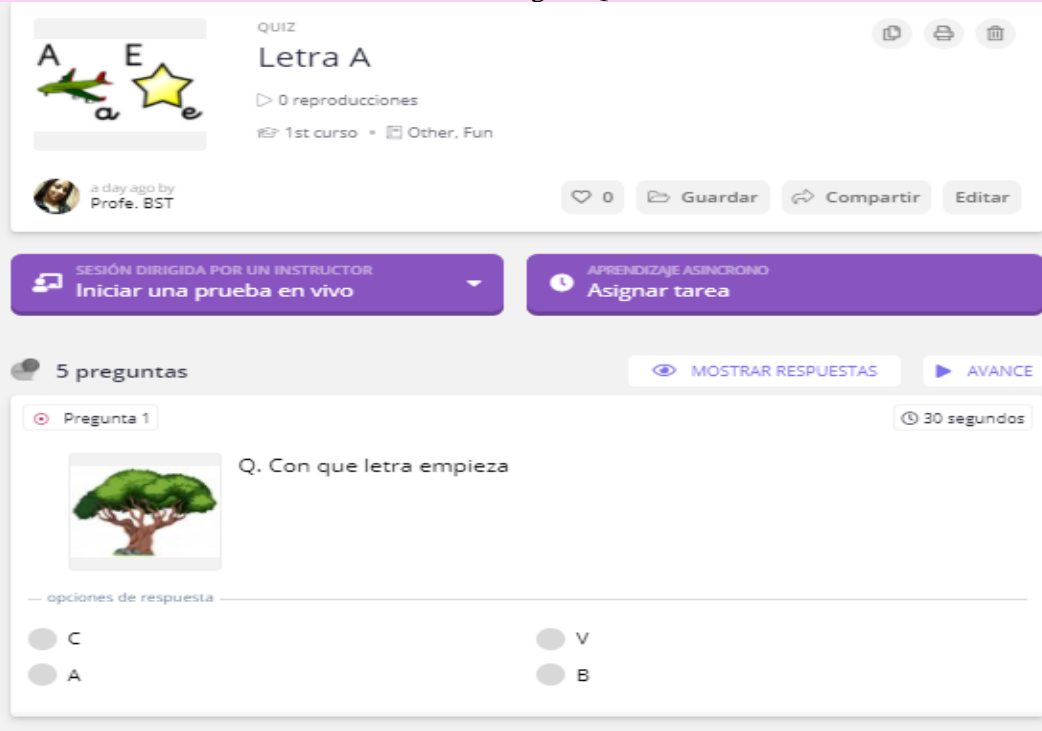 QUIZ
Letra A
0 reproducciones
1st curso • Other, Fun
A E
a e
a day ago by
Profe. BST
0 Guardar Compartir Editar
SESIÓN DIRIGIDA POR UN INSTRUCTOR
Iniciar una prueba en vivo
APRENDIZAJE ASINCRONO
Asignar tarea
5 preguntas
MOSTRAR RESPUESTAS
AVANCE
Pregunta 1
30 segundos
Q. Con que letra empieza
opciones de respuesta
C
V
A
B